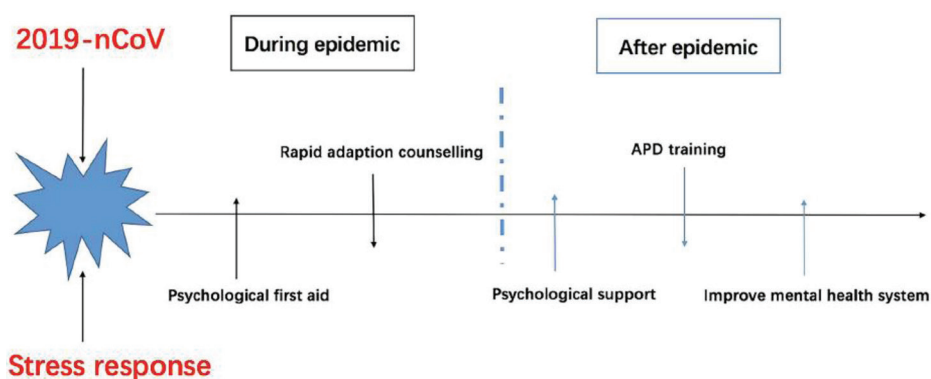 2019-nCoV
During epidemic
After epidemic
Rapid adaption counselling
APD training
Psychological first aid
Psychological support
Improve mental health system
Stress response